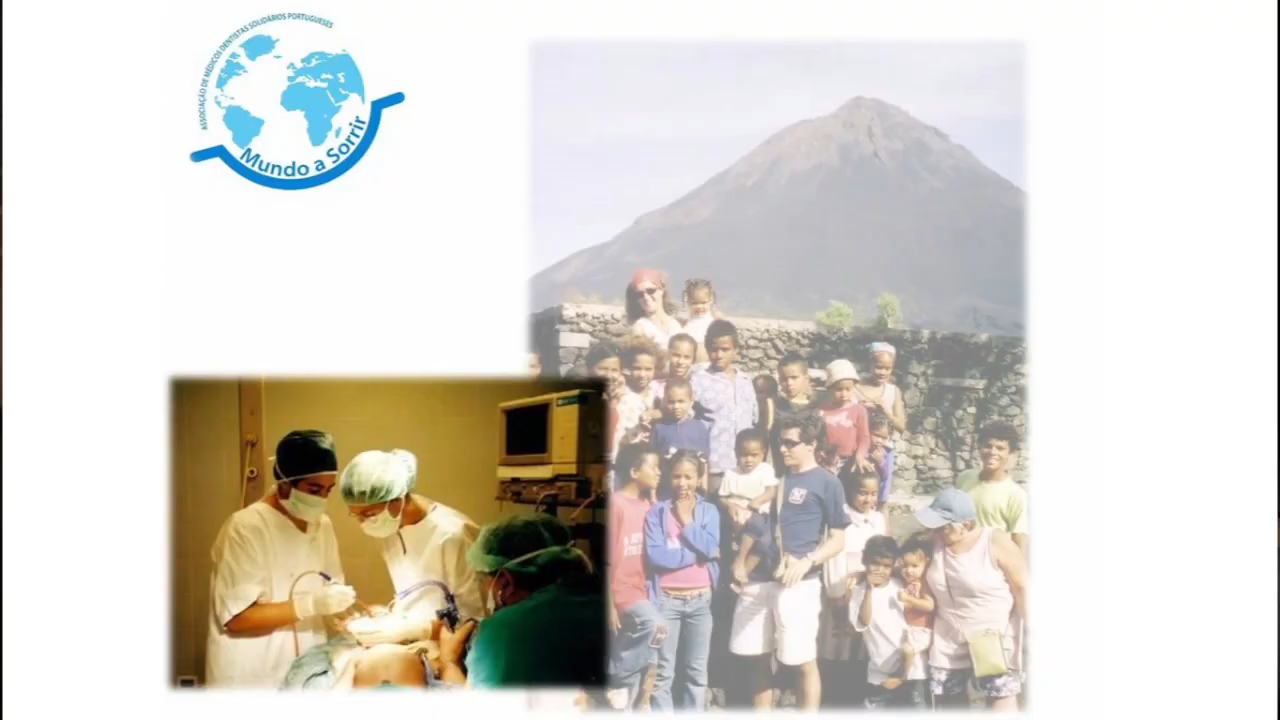 ASSOCIAÇÃO DE MÉDICOS DENTISTAS SOLIDÁRIOS PORTUGUESES
Mundo a Sorrir